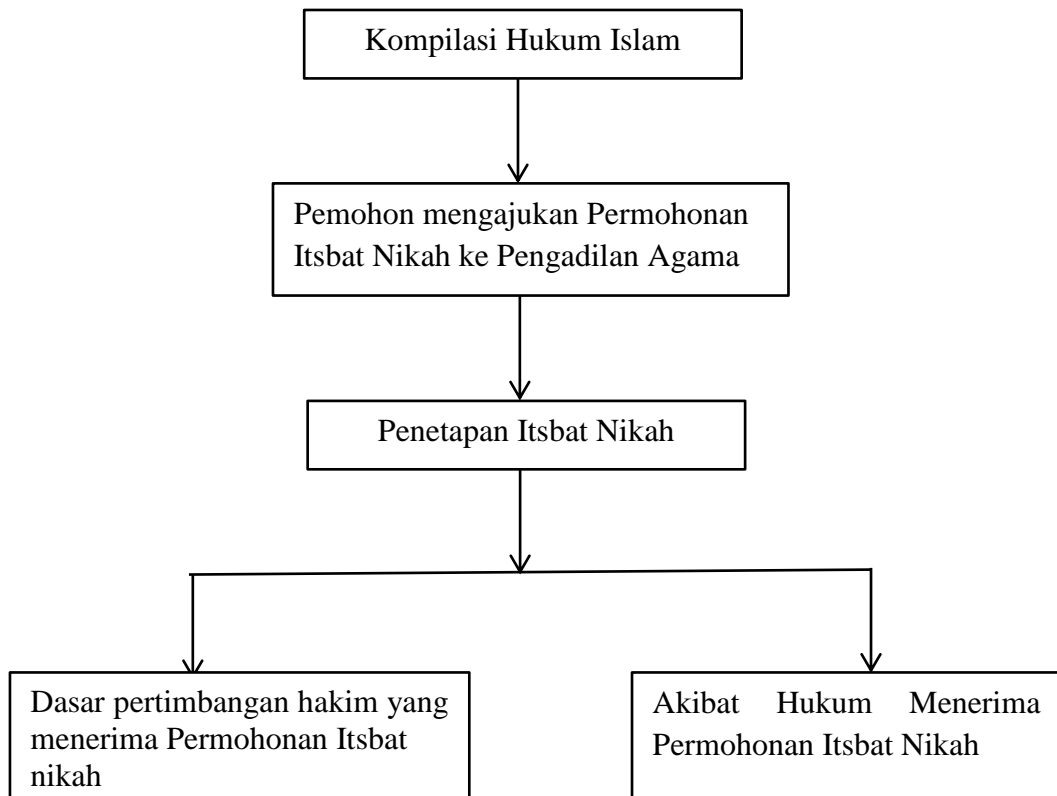 Kompilasi Hukum Islam
Pemohon mengajukan Permohonan
Itsbat Nikah ke Pengadilan Agama
Penetapan Itsbat Nikah
Dasar pertimbangan hakim yang
menerima Permohonan Itsbat
nikah
Akibat Hukum Menerima
Permohonan Itsbat Nikah